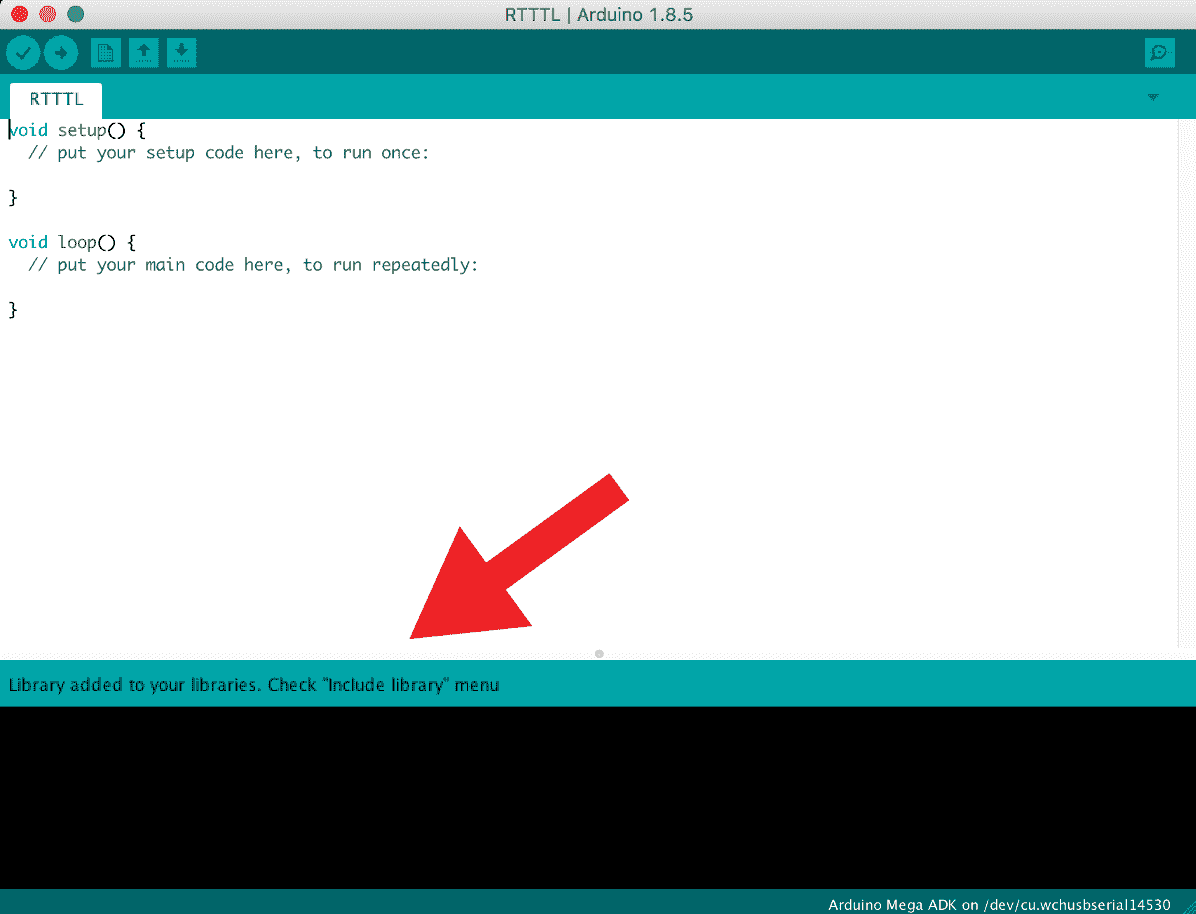 RTTTL | Arduino 1.8.5
RTTTL
void setup() {
  // put your setup code here, to run once:
}
void loop() {
  // put your main code here, to run repeatedly:
}
Library added to your libraries. Check "Include library" menu
Arduino Mega ADK on /dev/cu.wchusbserial14530